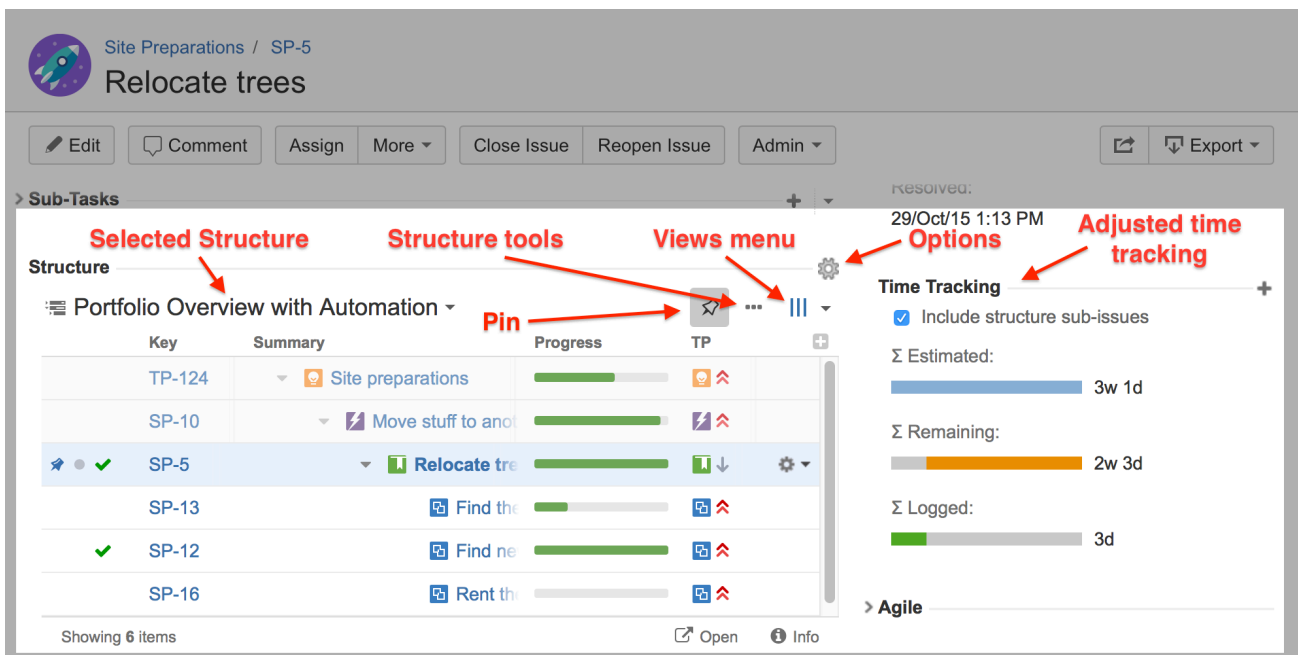 Site Preparations / SP-5
Relocate trees
Edit Comment Assign More Close Issue Reopen Issue Admin Export
Sub-Tasks
Resolved:
29/Oct/15 1:13 PM
Selected Structure Structure tools Views menu Options Adjusted time
tracking
Structure
Time Tracking
Portfolio Overview with Automation
Pin
Include structure sub-issues
Key Summary Progress TP
Σ Estimated:
TP-124 Site preparations
3w 1d
SP-10 Move stuff to anot
Σ Remaining:
SP-5 Relocate tre
2w 3d
SP-13 Find the
Σ Logged:
3d
SP-12 Find ne
SP-16 Rent th
Agile
Showing 6 items Open Info